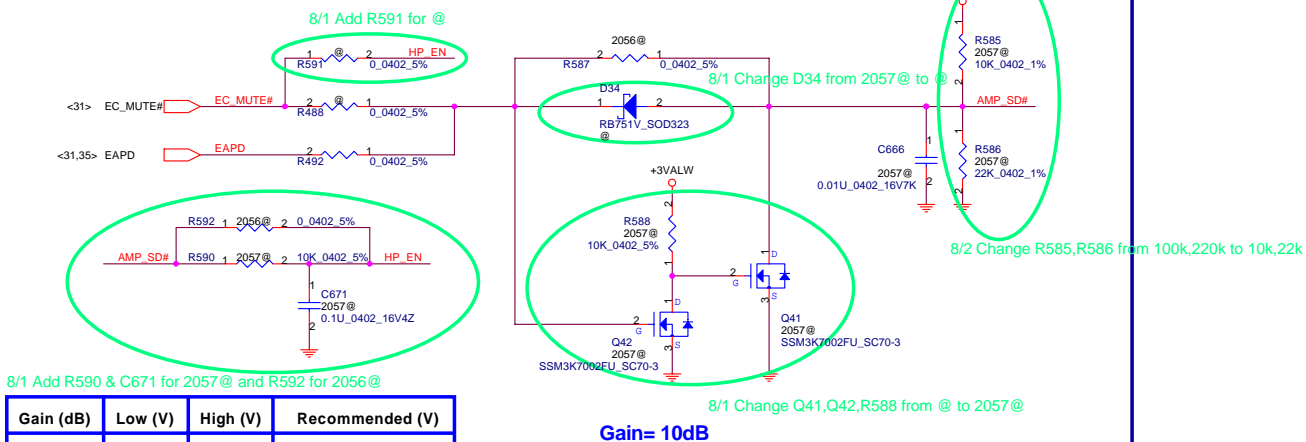 8/1 Add R591 for @
1 @ 2 HP_EN
R591 0_0402_5%
<31> EC_MUTE# EC_MUTE# 2 @ 1
R488 0_0402_5%
<31,35> EAPD EAPD 2 1
R492 0_0402_5%
2056@
2 1
R587 0_0402_5%
8/1 Change D34 from 2057@ to @
D34
1 2
RB751V_SOD323
@
1
R585
2057@
10K_0402_1%
2
AMP_SD#
1
R586
2057@
22K_0402_1%
2
C666 1
2057@
0.01U_0402_16V7K 2
8/2 Change R585,R586 from 100k,220k to 10k,22k
+3VALW
2
R588
2057@
10K_0402_5%
1
1
D
2
G
S
3
Q42
2057@
SSM3K7002FU_SC70-3
1
D
2
G
S
3
Q41
2057@
SSM3K7002FU_SC70-3
8/1 Change Q41,Q42,R588 from @ to 2057@
R592 1 2056@ 2 0_0402_5%
AMP_SD# R590 1 2057@ 2 10K_0402_5% HP_EN
1
C671
2057@
0.1U_0402_16V4Z
2
8/1 Add R590 & C671 for 2057@ and R592 for 2056@
Gain (dB) Low (V) High (V) Recommended (V)
Gain= 10dB